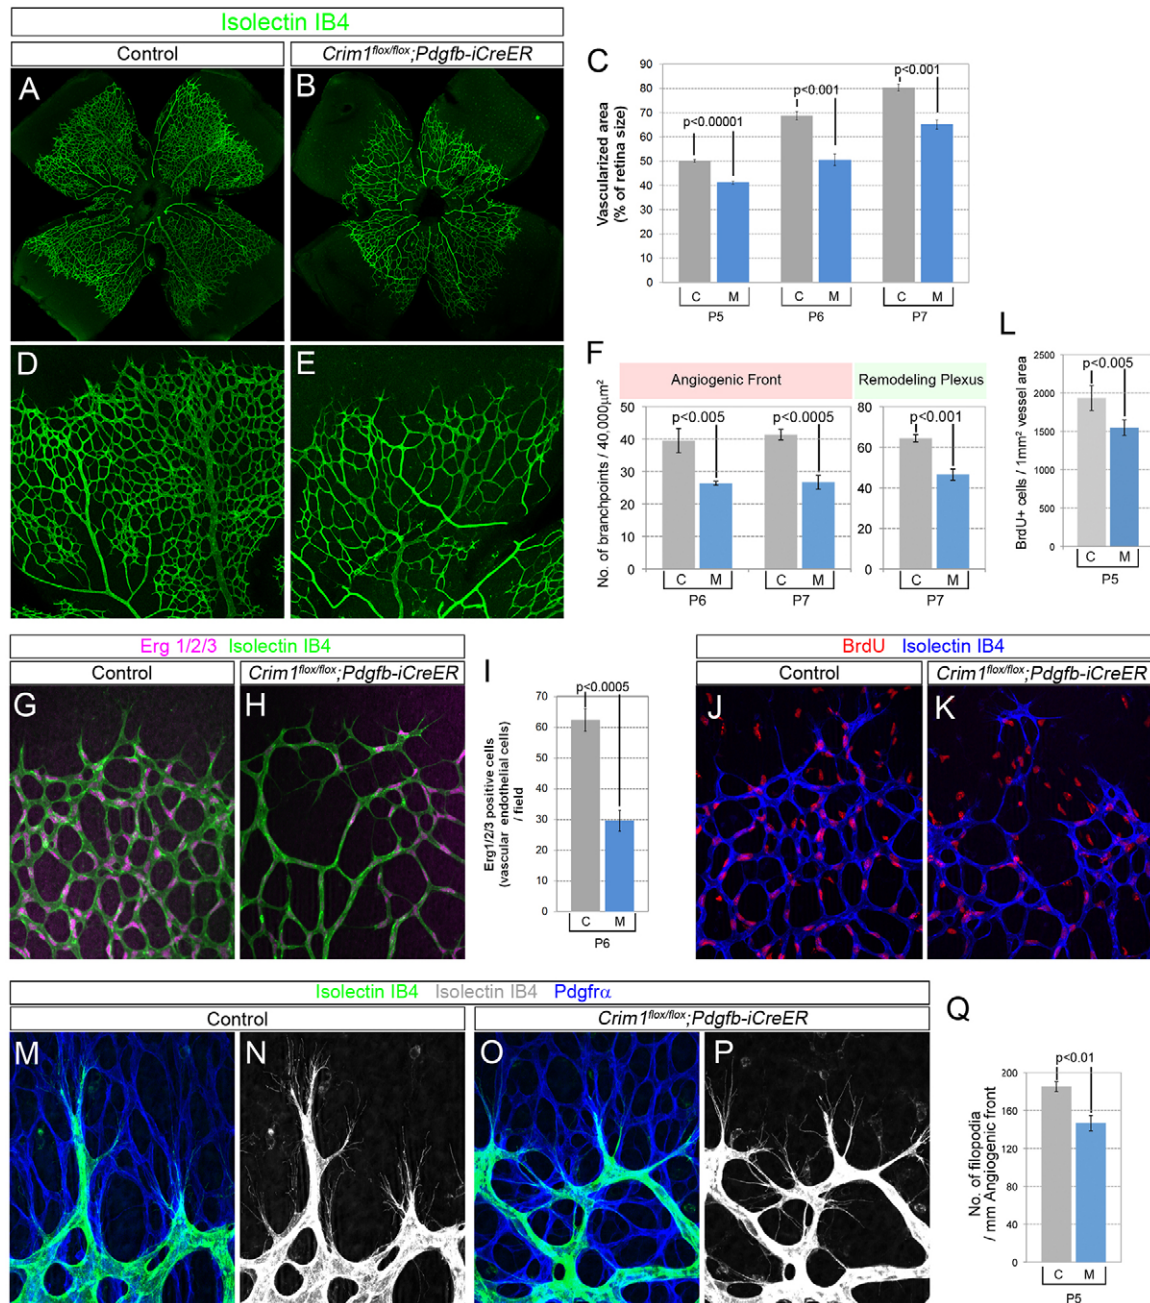 Isolectin IB4
Control
Crim1flox/flox;Pdgfb-iCreER
A
B
C
Vascularized area
(% of retina size)
90
80
70
60
50
40
30
20
10
0
p<0.00001
p<0.001
p<0.001
C M C M C M
P5 P6 P7
D
E
F
Angiogenic Front
Remodeling Plexus
No. of branchpoints / 40,000µm²
50
40
30
20
10
0
p<0.005
p<0.0005
80
60
40
20
0
p<0.001
C M C M C M
P6 P7 P7
L
BrdU+ cells / 1mm² vessel area
2500
2000
1500
1000
500
0
p<0.005
C M
P5
Erg 1/2/3 Isolectin IB4
Control
Crim1flox/flox;Pdgfb-iCreER
G
H
I
Erg1/2/3 positive cells
(vascular endothelial cells)
/ field
70
60
50
40
30
20
10
0
p<0.0005
C M
P6
BrdU Isolectin IB4
Control
Crim1flox/flox;Pdgfb-iCreER
J
K
Isolectin IB4 Isolectin IB4 Pdgfrα
Control
Crim1flox/flox;Pdgfb-iCreER
M
N
O
P
Q
No. of filopodia
/ mm Angiogenic front
200
160
120
80
40
0
p<0.01
C M
P5